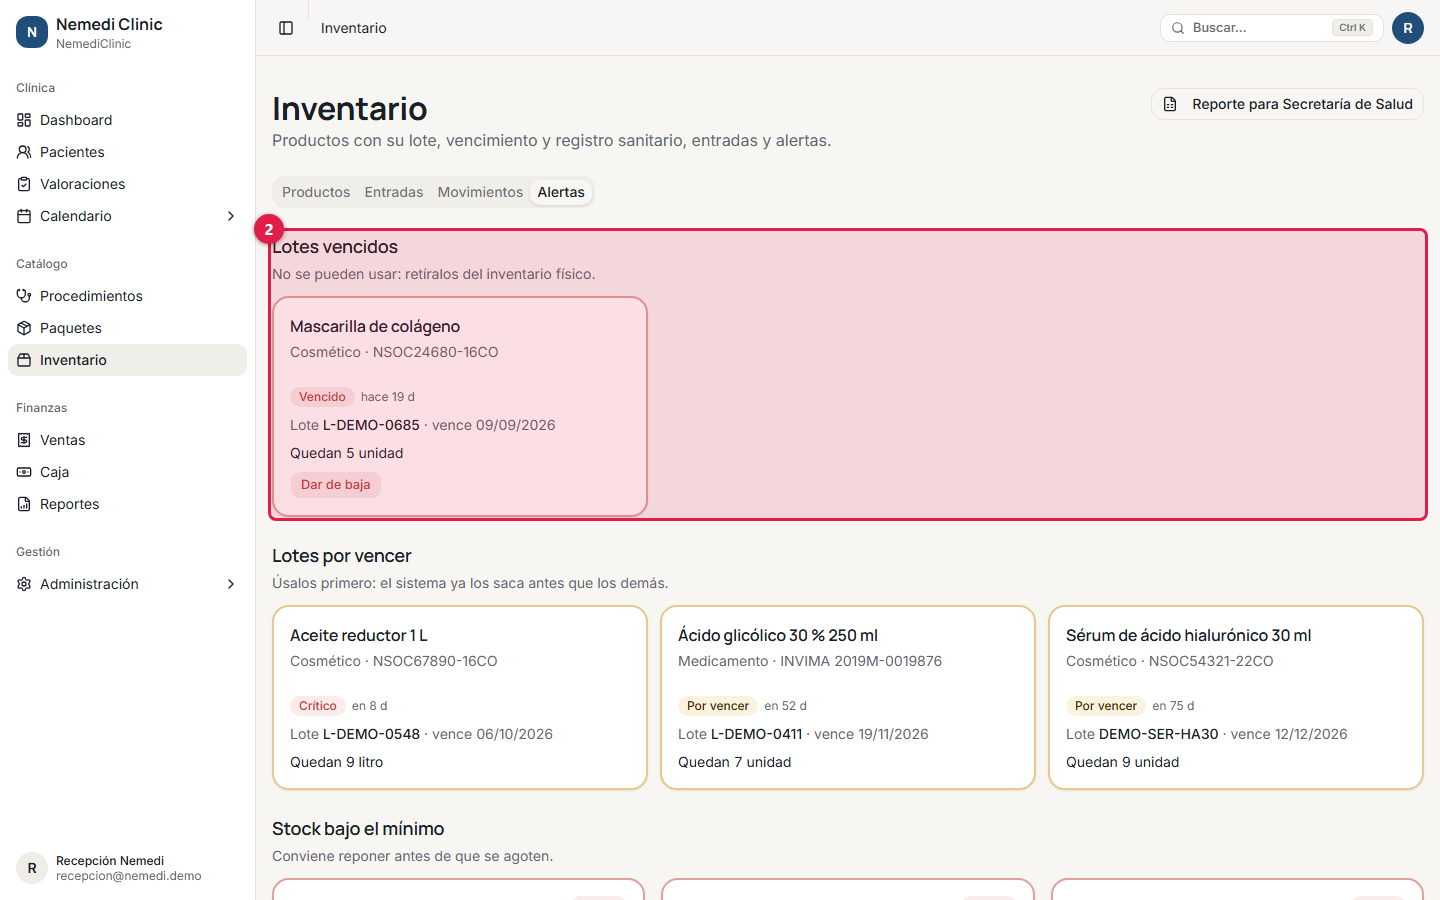 N
Nemedi Clinic
NemediClinic
Clínica
Dashboard
Pacientes
Valoraciones
Calendario
Catálogo
Procedimientos
Paquetes
Inventario
Finanzas
Ventas
Caja
Reportes
Gestión
Administración
R
Recepción Nemedi
recepcion@nemedi.demo
Inventario
Buscar...
Ctrl K
R
Inventario
Productos con su lote, vencimiento y registro sanitario, entradas y alertas.
Reporte para Secretaría de Salud
Productos
Entradas
Movimientos
Alertas
2
Lotes vencidos
No se pueden usar: retíralos del inventario físico.
Mascarilla de colágeno
Cosmético · NSOC24680-16CO
Vencido hace 19 d
Lote L-DEMO-0685 · vence 09/09/2026
Quedan 5 unidad
Dar de baja
Lotes por vencer
Úsalos primero: el sistema ya los saca antes que los demás.
Aceite reductor 1 L
Cosmético · NSOC67890-16CO
Crítico en 8 d
Lote L-DEMO-0548 · vence 06/10/2026
Quedan 9 litro
Ácido glicólico 30 % 250 ml
Medicamento · INVIMA 2019M-0019876
Por vencer en 52 d
Lote L-DEMO-0411 · vence 19/11/2026
Quedan 7 unidad
Sérum de ácido hialurónico 30 ml
Cosmético · NSOC54321-22CO
Por vencer en 75 d
Lote DEMO-SER-HA30 · vence 12/12/2026
Quedan 9 unidad
Stock bajo el mínimo
Conviene reponer antes de que se agoten.